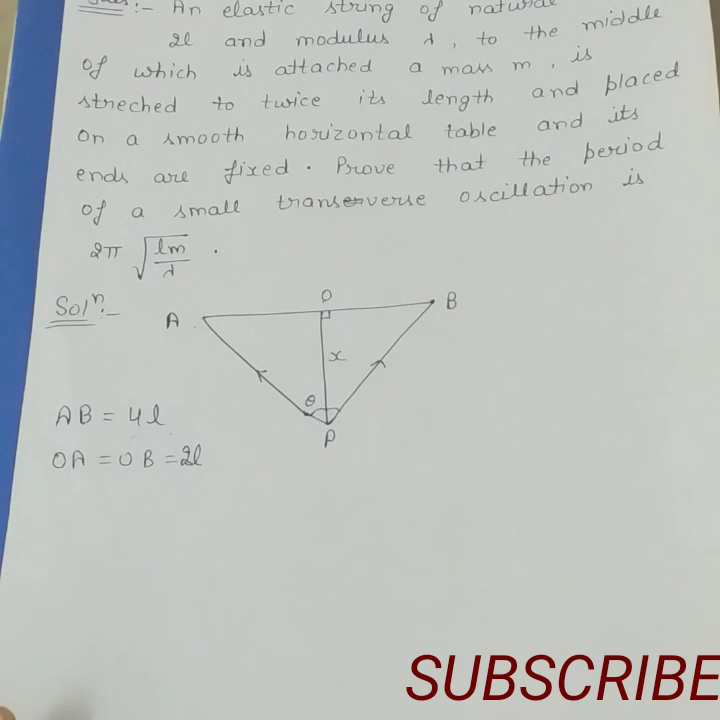 :- An elastic string of natural
2l and modulus λ, to the middle
of which is attached a mass m, is
streched to twice its length and placed
on a smooth horizontal table and its
ends are fixed. Prove that the period
of a small transverse oscillation is
2π √(lm/λ) .
Solⁿ:-
O
A
B
x
θ
P
AB = 4l
OA = OB = 2l
SUBSCRIBE